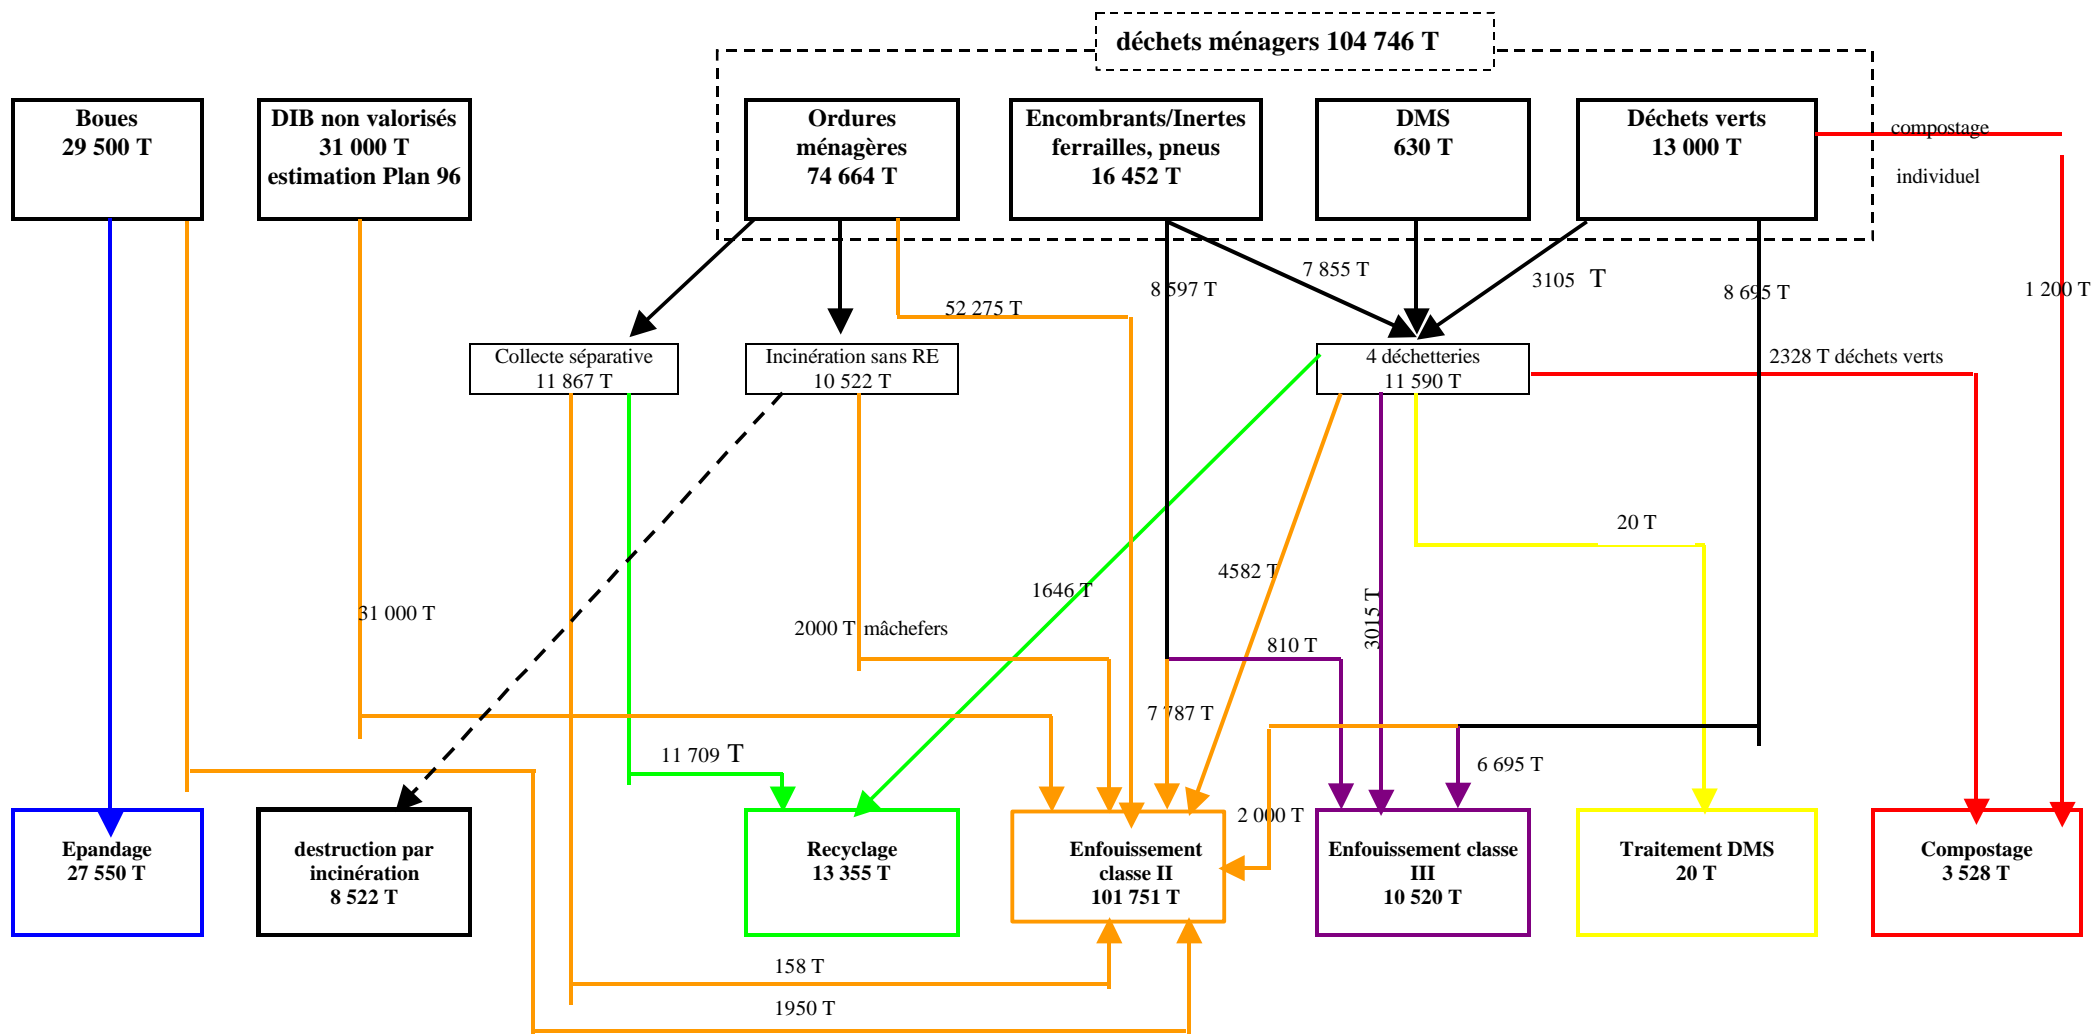 déchets ménagers 104 746 T
Boues
29 500 T
DIB non valorisés
31 000 T
estimation Plan 96
Ordures
ménagères
74 664 T
Encombrants/Inertes
ferrailles, pneus
16 452 T
DMS
630 T
Déchets verts
13 000 T
compostage
individuel
7 855 T
3105 T
8 597 T
8 695 T
1 200 T
52 275 T
Collecte séparative
11 867 T
Incinération sans RE
10 522 T
4 déchetteries
11 590 T
2328 T déchets verts
20 T
4582 T
1646 T
3015 T
31 000 T
2000 T mâchefers
810 T
7 787 T
11 709 T
6 695 T
2 000 T
Epandage
27 550 T
destruction par
incinération
8 522 T
Recyclage
13 355 T
Enfouissement
classe II
101 751 T
Enfouissement classe
III
10 520 T
Traitement DMS
20 T
Compostage
3 528 T
158 T
1950 T